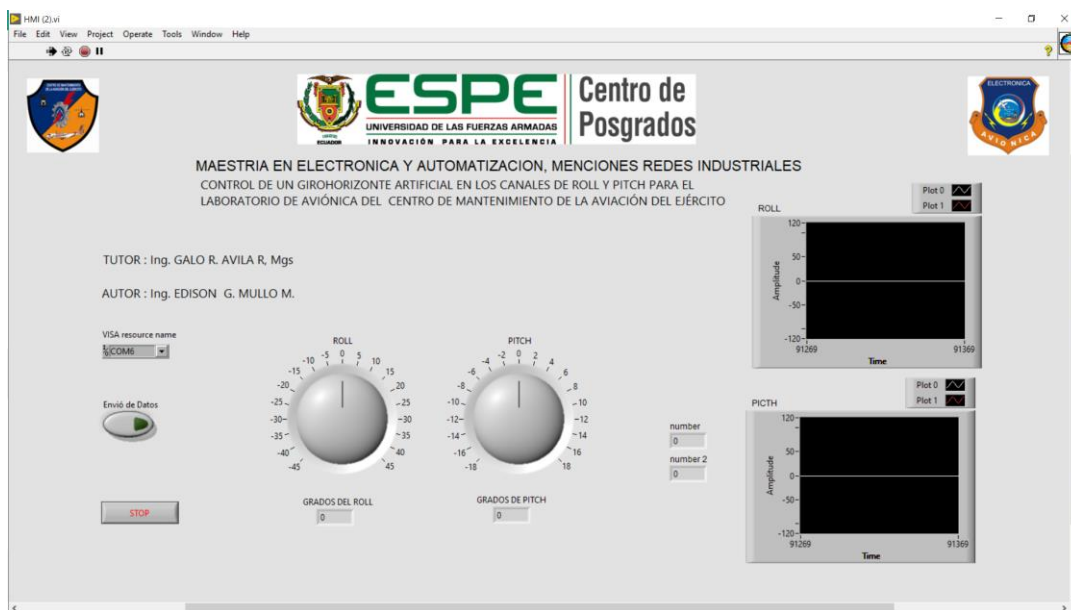 HMI (2).vi
File Edit View Project Operate Tools Window Help
ESPE
UNIVERSIDAD DE LAS FUERZAS ARMADAS
INNOVACIÓN PARA LA EXCELENCIA
ECUADOR
Centro de
Posgrados
ELECTRONICA
AVIONICA
MAESTRIA EN ELECTRONICA Y AUTOMATIZACION, MENCIONES REDES INDUSTRIALES
CONTROL DE UN GIROHORIZONTE ARTIFICIAL EN LOS CANALES DE ROLL Y PITCH PARA EL
LABORATORIO DE AVIÓNICA DEL CENTRO DE MANTENIMIENTO DE LA AVIACIÓN DEL EJÉRCITO
TUTOR : Ing. GALO R. AVILA R, Mgs
AUTOR : Ing. EDISON G. MULLO M.
VISA resource name
COM6
Envió de Datos
STOP
ROLL
-45 -40 -35 -30 -25 -20 -15 -10 -5 0 5 10 15 20 25 30 35 40 45
GRADOS DEL ROLL
0
PITCH
-18 -16 -14 -12 -10 -8 -6 -4 -2 0 2 4 6 8 10 12 14 16 18
GRADOS DE PITCH
0
number
0
number 2
0
ROLL
Plot 0
Plot 1
Amplitude
120
50
0
-50
-120
91269 91369
Time
PICTH
Plot 0
Plot 1
Amplitude
120
50
0
-50
-120
91269 91369
Time